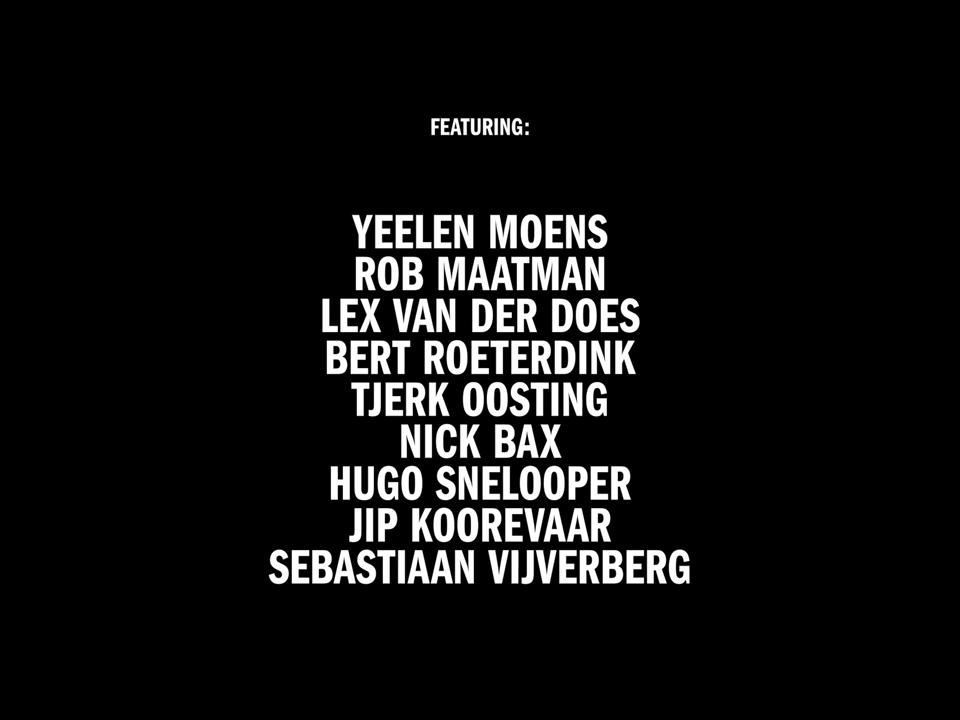 FEATURING:
YEELEN MOENS
ROB MAATMAN
LEX VAN DER DOES
BERT ROETERDINK
TJERK OOSTING
NICK BAX
HUGO SNELOOPER
JIP KOOREVAAR
SEBASTIAAN VIJVERBERG